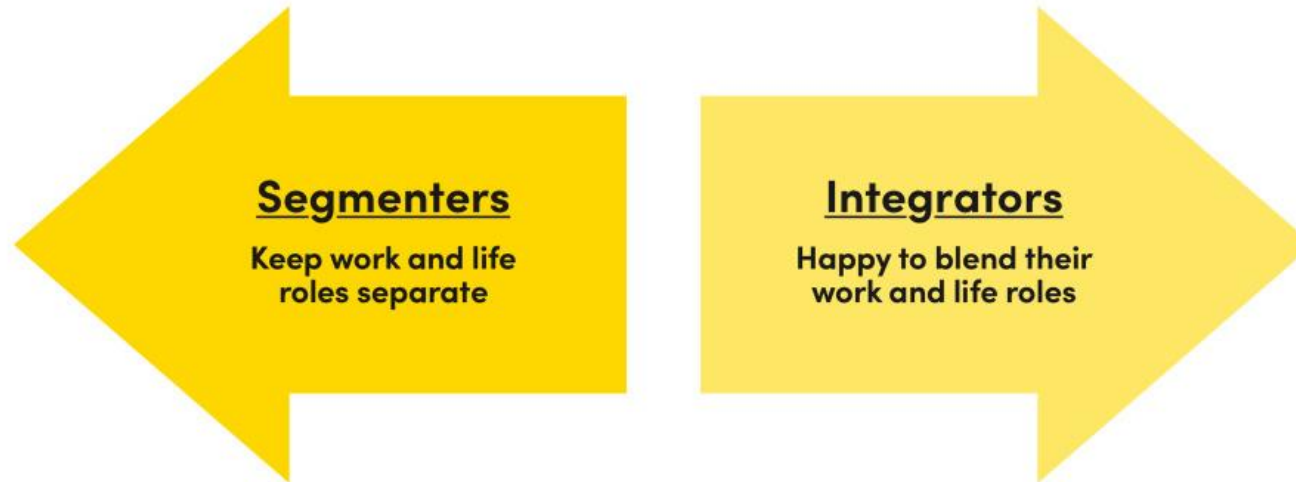 Segmenters
Keep work and life
roles separate
Integrators
Happy to blend their
work and life roles